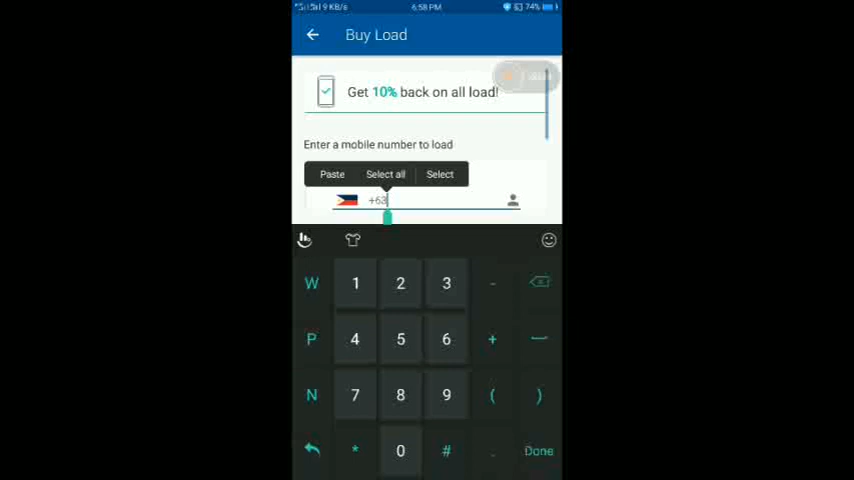 6:58 PM
74%
Buy Load
Get 10% back on all load!
Enter a mobile number to load
Paste Select all Select
+63
W 1 2 3 -
P 4 5 6 +
N 7 8 9 ( )
* 0 # . Done